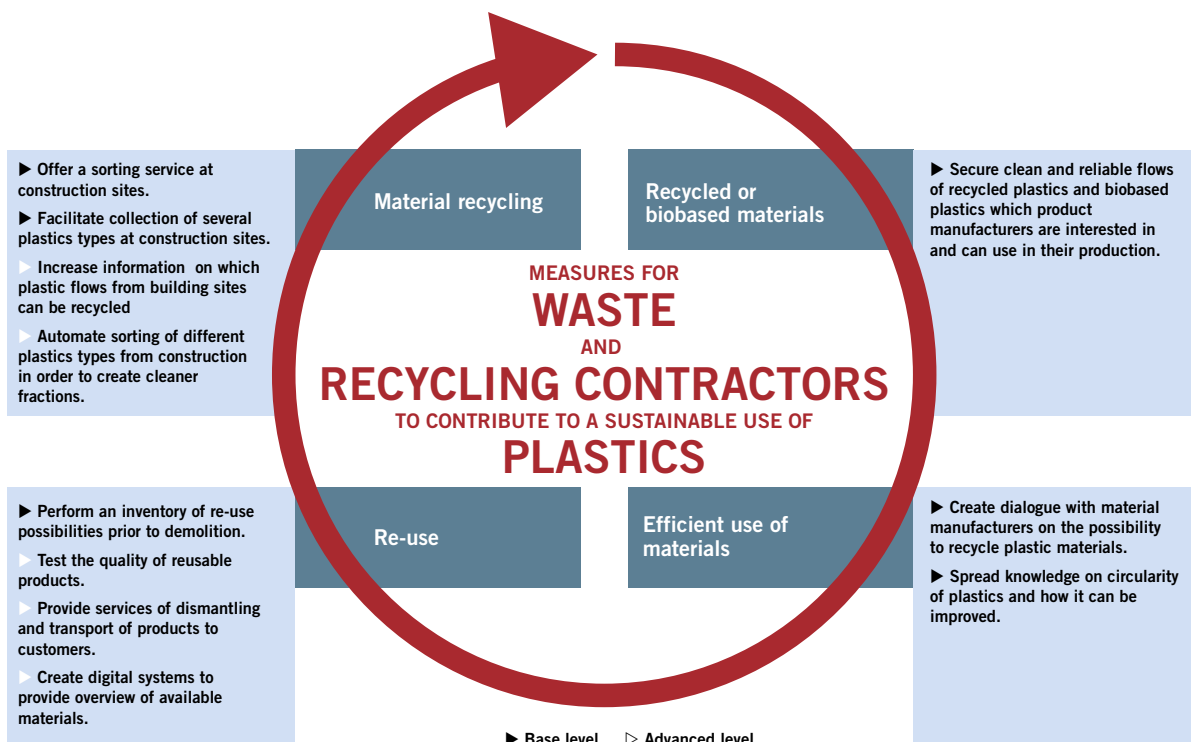 ▶ Offer a sorting service at
construction sites.
▶ Facilitate collection of several
plastics types at construction sites.
▷ Increase information on which
plastic flows from building sites
can be recycled
▷ Automate sorting of different
plastics types from construction
in order to create cleaner
fractions.
Material recycling
Recycled or
biobased materials
▶ Secure clean and reliable flows
of recycled plastics and biobased
plastics which product
manufacturers are interested in
and can use in their production.
MEASURES FOR
WASTE
AND
RECYCLING CONTRACTORS
TO CONTRIBUTE TO A SUSTAINABLE USE OF
PLASTICS
▶ Perform an inventory of re-use
possibilities prior to demolition.
▷ Test the quality of reusable
products.
▷ Provide services of dismantling
and transport of products to
customers.
▷ Create digital systems to
provide overview of available
materials.
Re-use
Efficient use of
materials
▶ Create dialogue with material
manufacturers on the possibility
to recycle plastic materials.
▶ Spread knowledge on circularity
of plastics and how it can be
improved.
▶ Base level ▷ Advanced level